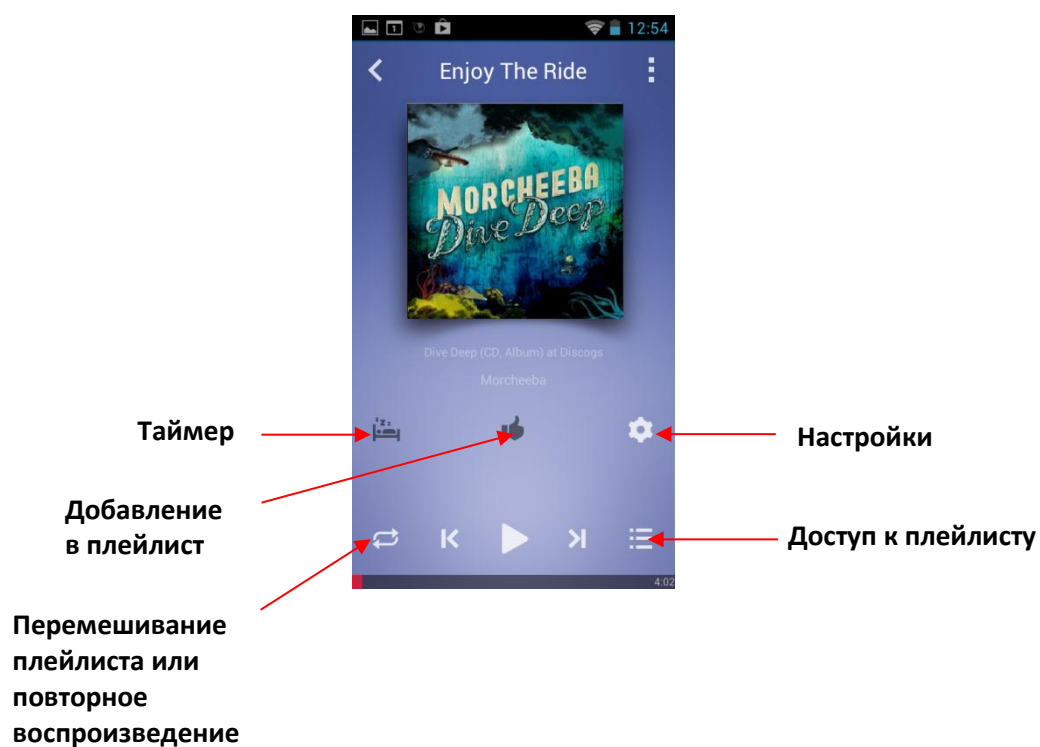 12:54
Enjoy The Ride
MORCHEEBA
Dive Deep
Dive Deep (CD, Album) at Discogs
Morcheeba
Таймер
Настройки
Добавление
в плейлист
Доступ к плейлисту
4:02
Перемешивание
плейлиста или
повторное
воспроизведение